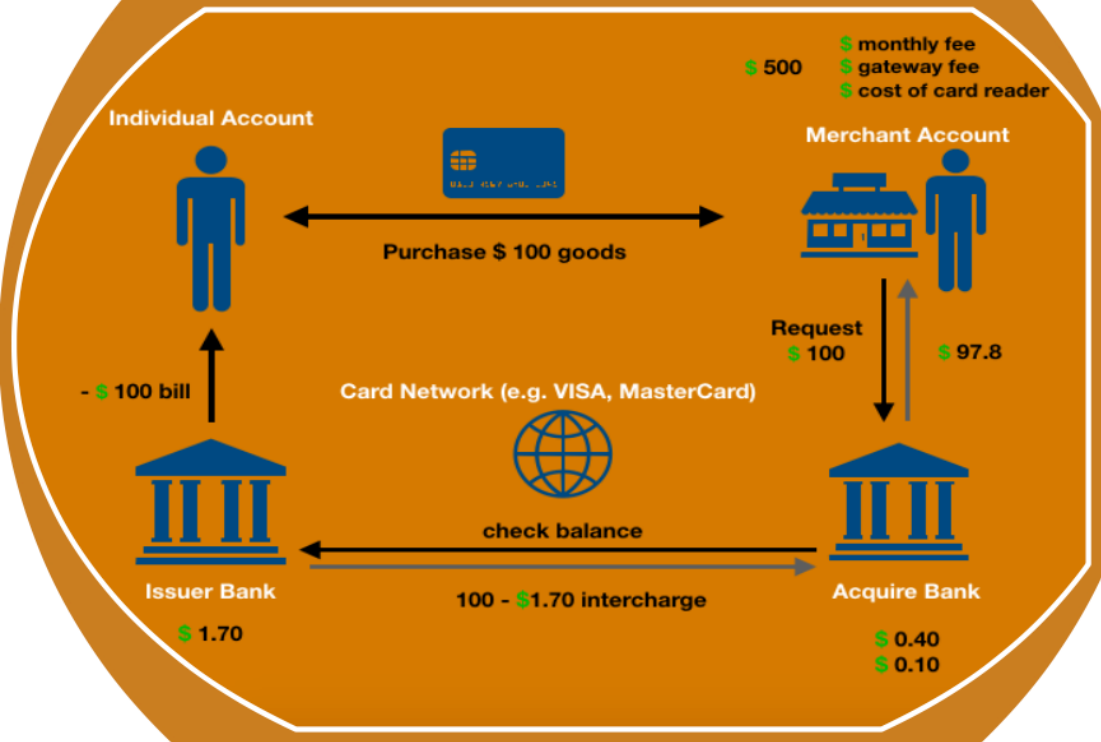 $ monthly fee
$ 500
$ gateway fee
$ cost of card reader
Individual Account
Merchant Account
Purchase $ 100 goods
Request
$ 100
$ 97.8
- $ 100 bill
Card Network (e.g. VISA, MasterCard)
check balance
Issuer Bank
100 - $1.70 intercharge
Acquire Bank
$ 1.70
$ 0.40
$ 0.10